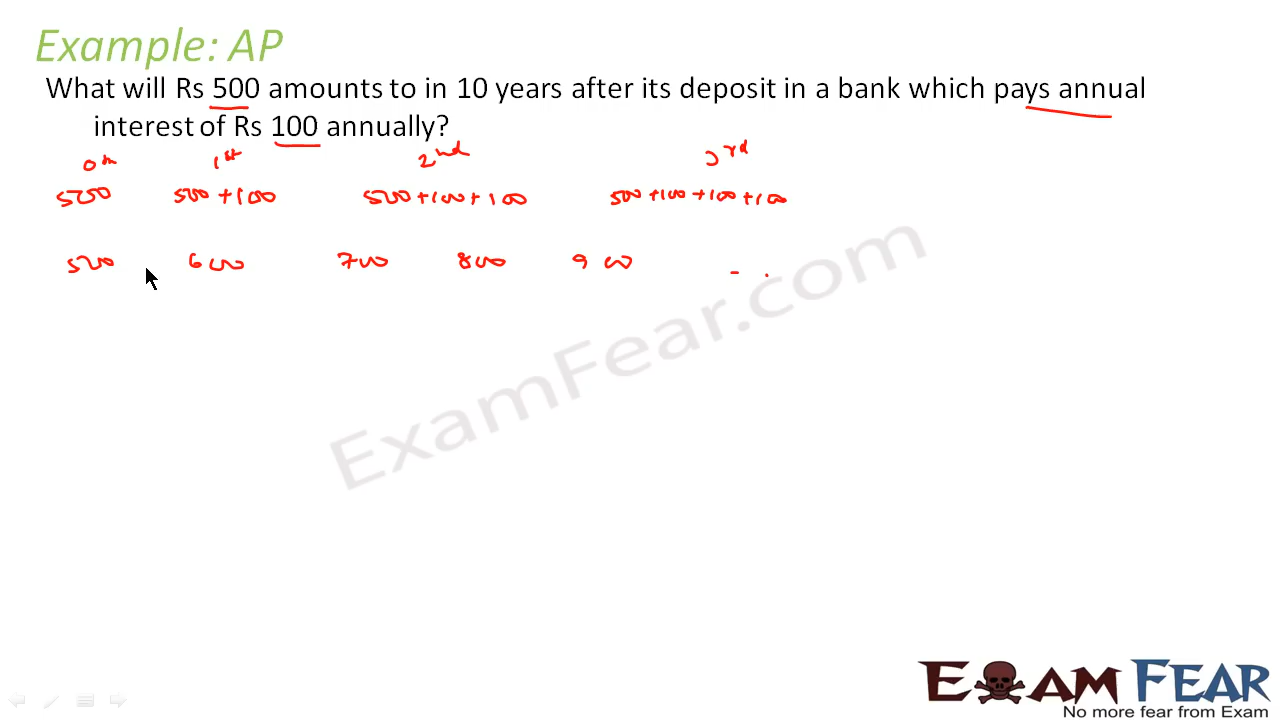 Example: AP
What will Rs 500 amounts to in 10 years after its deposit in a bank which pays annual
interest of Rs 100 annually?
0th 1st 2nd 3rd
500 500+100 500+100+100 500+100+100+100
500 600 700 800 900 - .
ExamFear.com
EXAM FEAR
No more fear from Exam